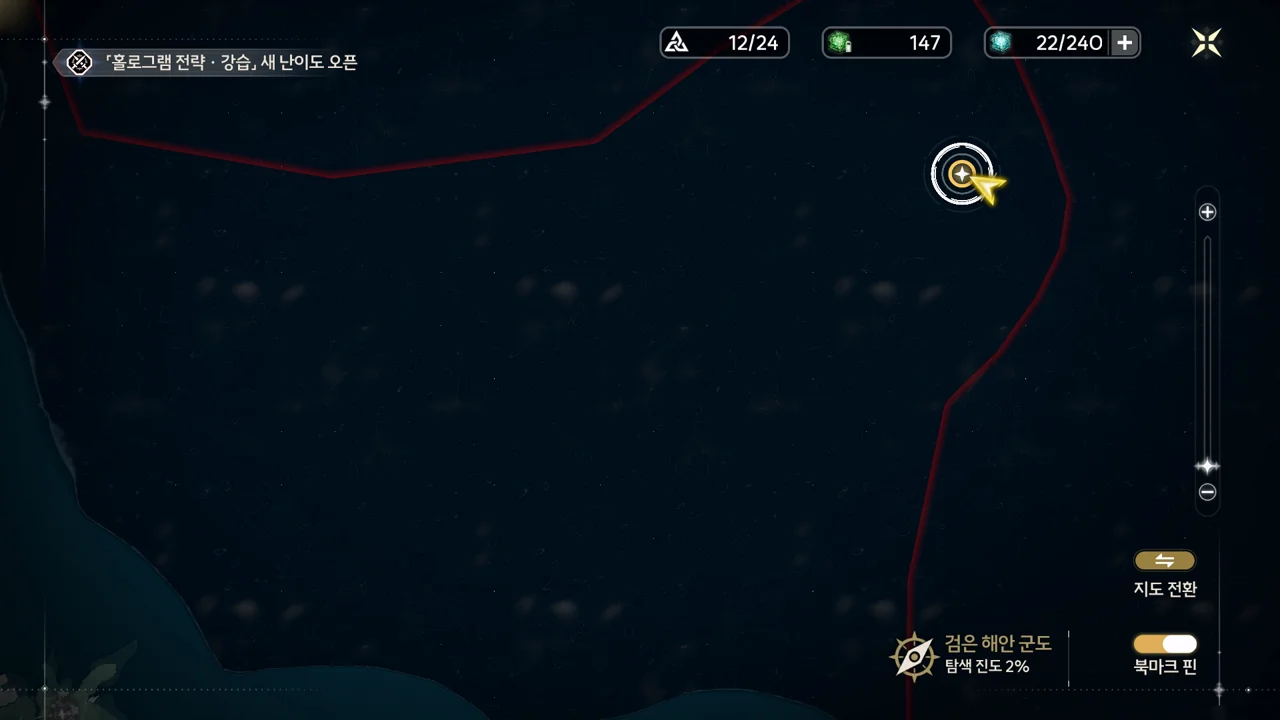 「홀로그램 전략 · 강습」 새 난이도 오픈
12/24
147
22/240
지도 전환
검은 해안 군도
탐색 진도 2%
북마크 핀